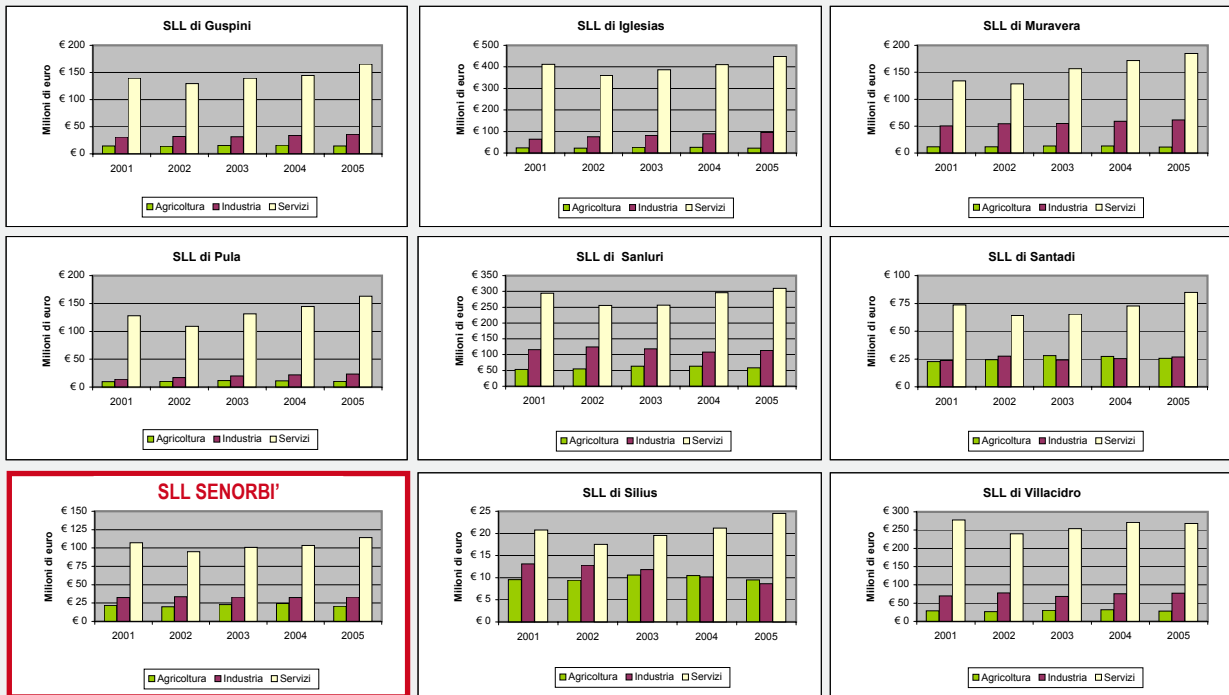 SLL di Guspini
Milioni di euro
€ 200
€ 150
€ 100
€ 50
€ 0
2001 2002 2003 2004 2005
Agricoltura Industria Servizi
SLL di Iglesias
Milioni di euro
€ 500
€ 400
€ 300
€ 200
€ 100
€ 0
2001 2002 2003 2004 2005
Agricoltura Industria Servizi
SLL di Muravera
Milioni di euro
€ 200
€ 150
€ 100
€ 50
€ 0
2001 2002 2003 2004 2005
Agricoltura Industria Servizi
SLL di Pula
Milioni di euro
€ 200
€ 150
€ 100
€ 50
€ 0
2001 2002 2003 2004 2005
Agricoltura Industria Servizi
SLL di Sanluri
Milioni di euro
€ 350
€ 300
€ 250
€ 200
€ 150
€ 100
€ 50
€ 0
2001 2002 2003 2004 2005
Agricoltura Industria Servizi
SLL di Santadi
Milioni di euro
€ 100
€ 75
€ 50
€ 25
€ 0
2001 2002 2003 2004 2005
Agricoltura Industria Servizi
SLL SENORBI'
Milioni di euro
€ 150
€ 125
€ 100
€ 75
€ 50
€ 25
€ 0
2001 2002 2003 2004 2005
Agricoltura Industria Servizi
SLL di Silius
Milioni di euro
€ 25
€ 20
€ 15
€ 10
€ 5
€ 0
2001 2002 2003 2004 2005
Agricoltura Industria Servizi
SLL di Villacidro
Milioni di euro
€ 300
€ 250
€ 200
€ 150
€ 100
€ 50
€ 0
2001 2002 2003 2004 2005
Agricoltura Industria Servizi